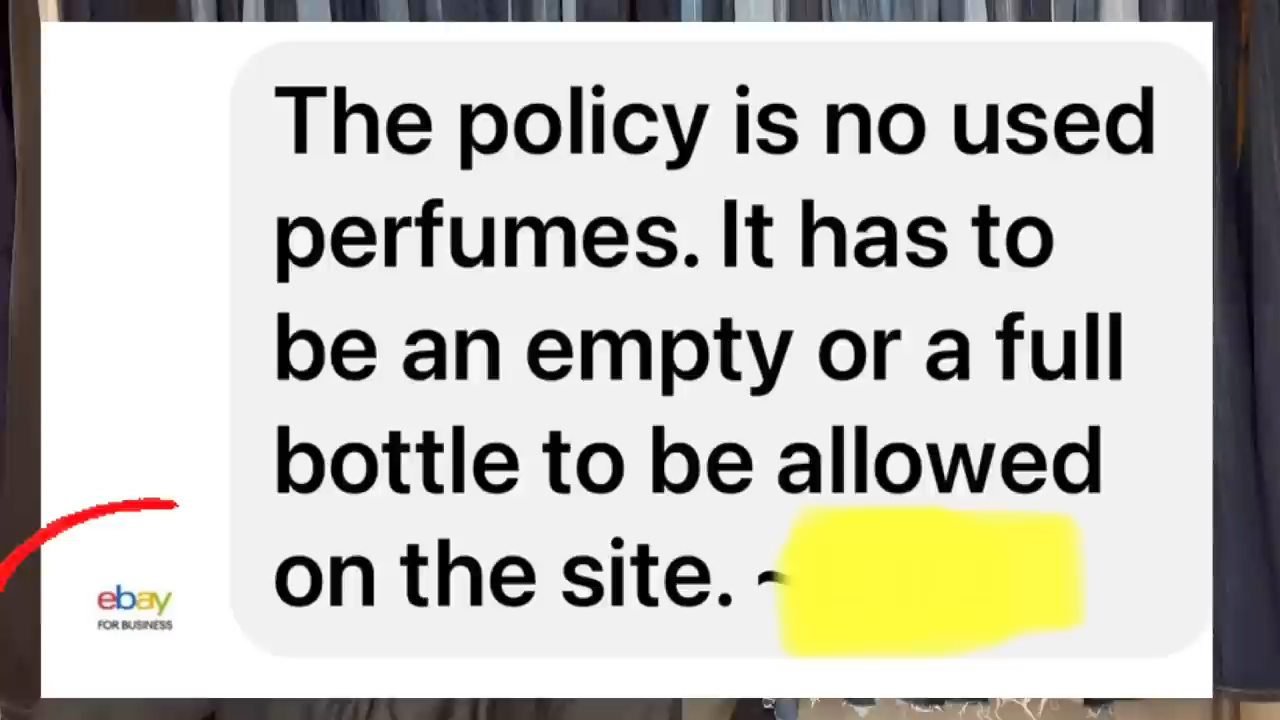 The policy is no used
perfumes. It has to
be an empty or a full
bottle to be allowed
on the site. ~
ebay
FOR BUSINESS